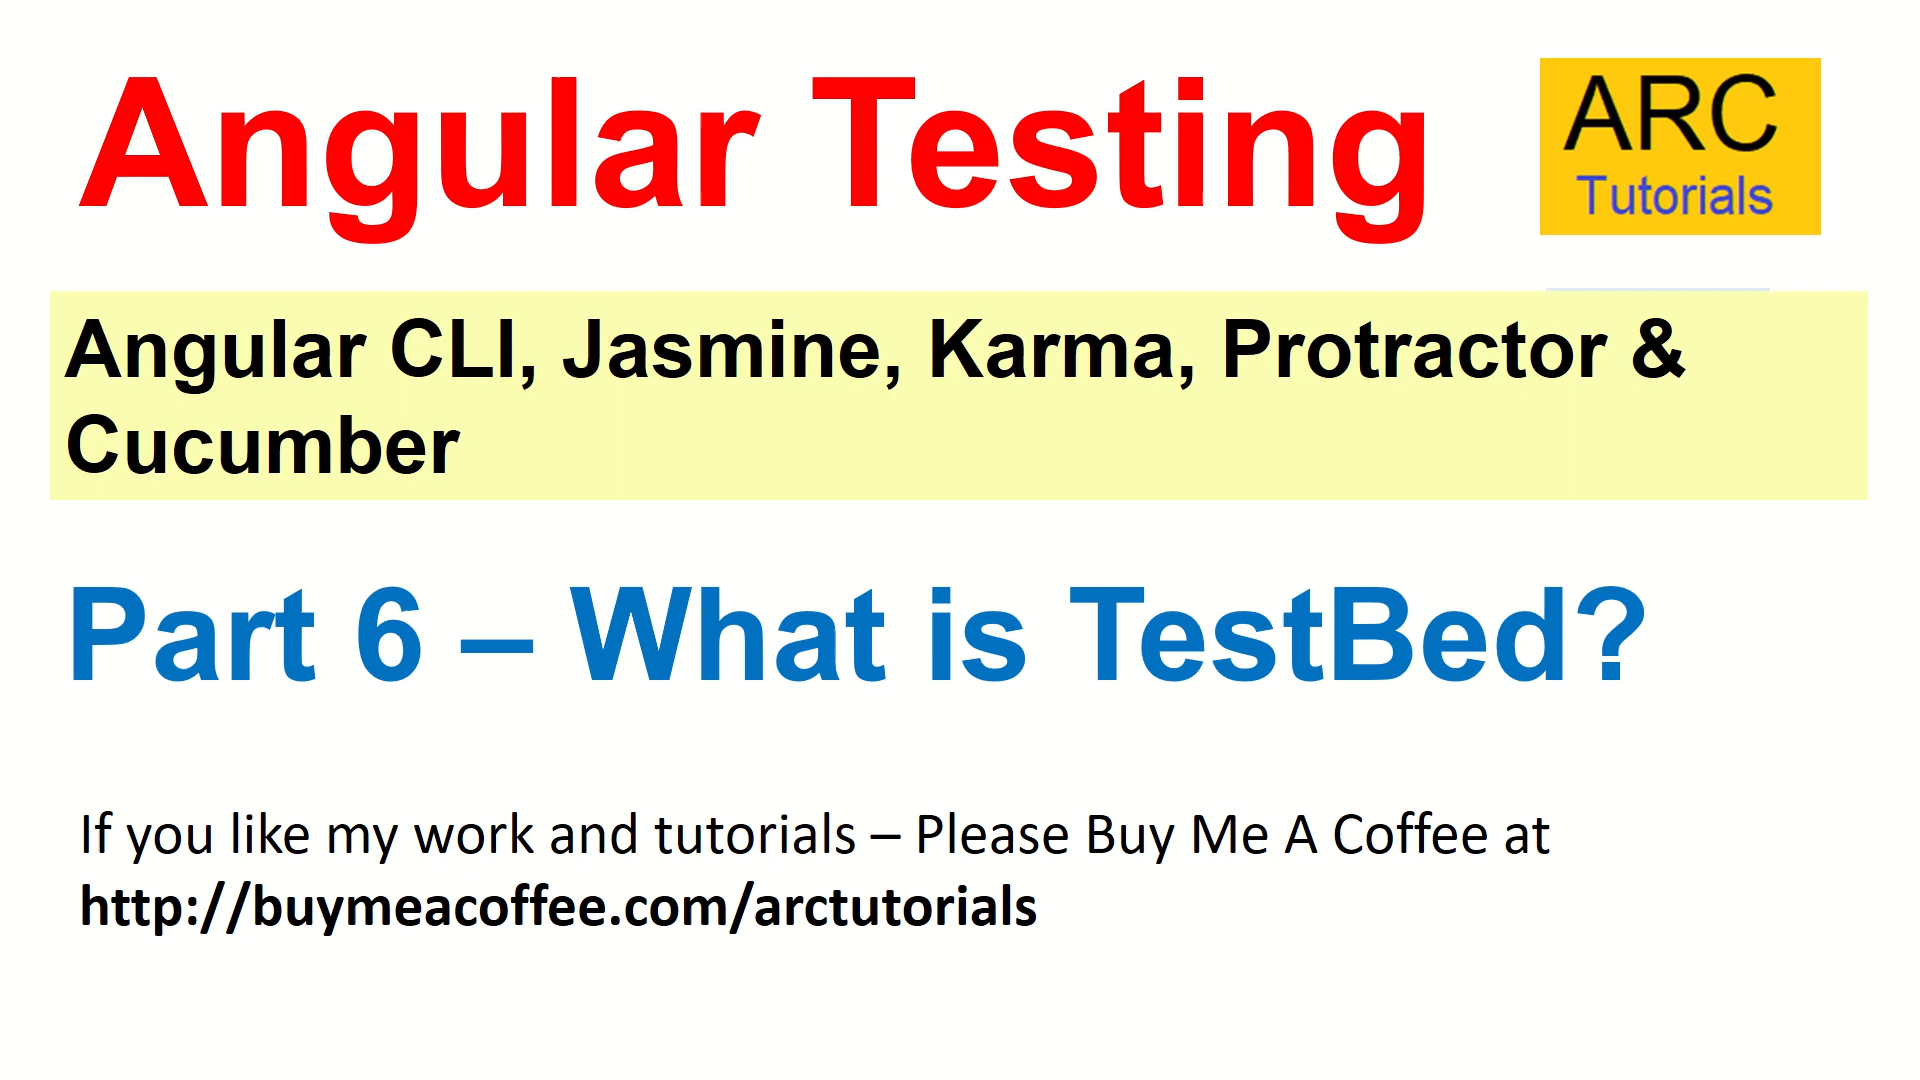 Angular Testing
ARC
Tutorials
Angular CLI, Jasmine, Karma, Protractor &
Cucumber
Part 6 – What is TestBed?
If you like my work and tutorials – Please Buy Me A Coffee at
http://buymeacoffee.com/arctutorials